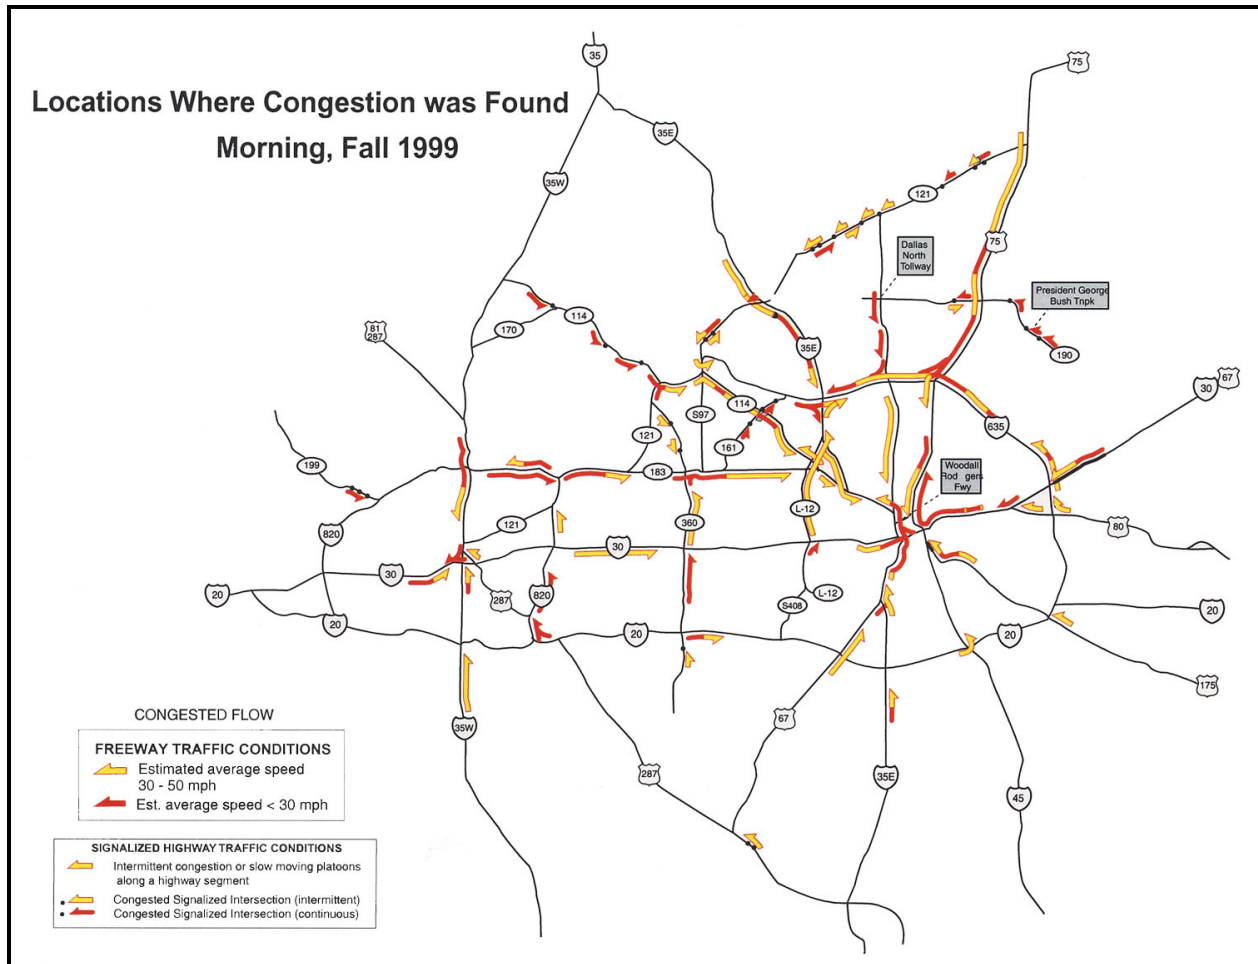 Locations Where Congestion was Found
Morning, Fall 1999
35
75
35E
35W
121
75
Dallas
North
Tollway
President George
Bush Tnpk
190
81
287
170
114
35E
67
30
S97
114
121
161
635
199
183
Woodall
Rod gers
Fwy
820
121
360
L-12
80
30
30
20
287
820
S408
L-12
20
20
20
20
175
35W
67
287
35E
45
CONGESTED FLOW
FREEWAY TRAFFIC CONDITIONS
Estimated average speed
30 - 50 mph
Est. average speed < 30 mph
SIGNALIZED HIGHWAY TRAFFIC CONDITIONS
Intermittent congestion or slow moving platoons
along a highway segment
Congested Signalized Intersection (intermittent)
Congested Signalized Intersection (continuous)